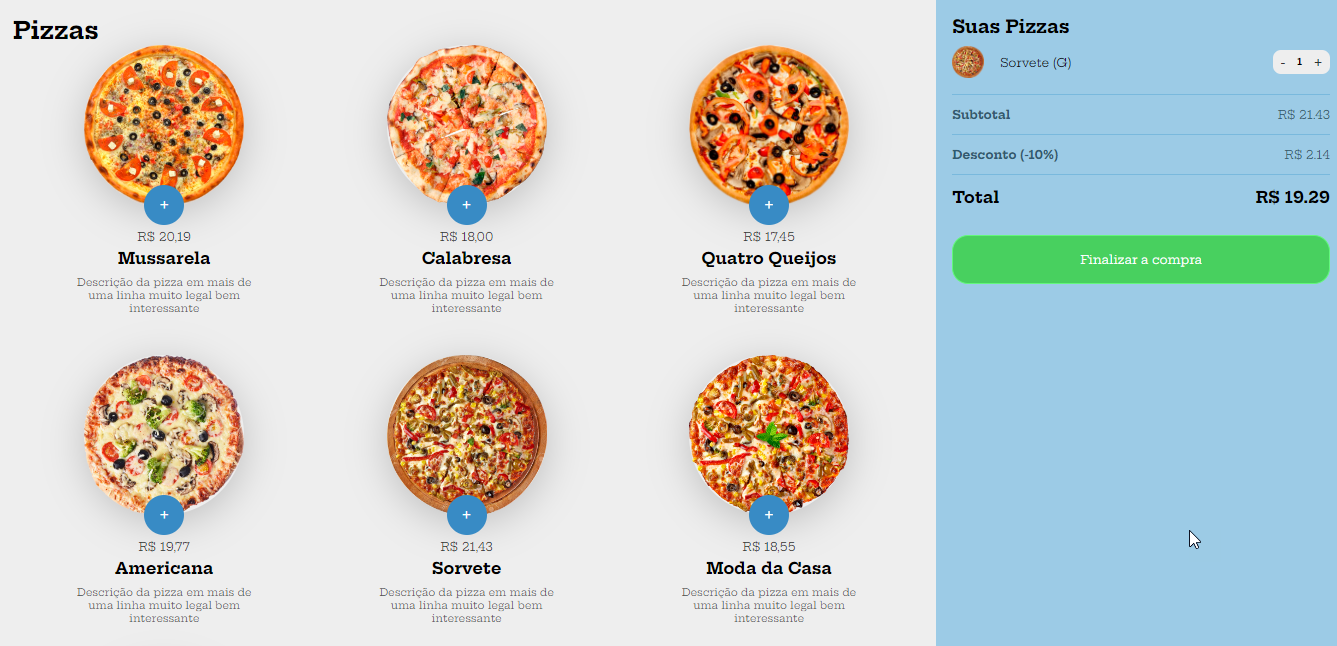 Pizzas
+
R$ 20,19
Mussarela
Descrição da pizza em mais de
uma linha muito legal bem
interessante
+
R$ 18,00
Calabresa
Descrição da pizza em mais de
uma linha muito legal bem
interessante
+
R$ 17,45
Quatro Queijos
Descrição da pizza em mais de
uma linha muito legal bem
interessante
+
R$ 19,77
Americana
Descrição da pizza em mais de
uma linha muito legal bem
interessante
+
R$ 21,43
Sorvete
Descrição da pizza em mais de
uma linha muito legal bem
interessante
+
R$ 18,55
Moda da Casa
Descrição da pizza em mais de
uma linha muito legal bem
interessante
Suas Pizzas
Sorvete (G) - 1 +
Subtotal R$ 21.43
Desconto (-10%) R$ 2.14
Total R$ 19.29
Finalizar a compra